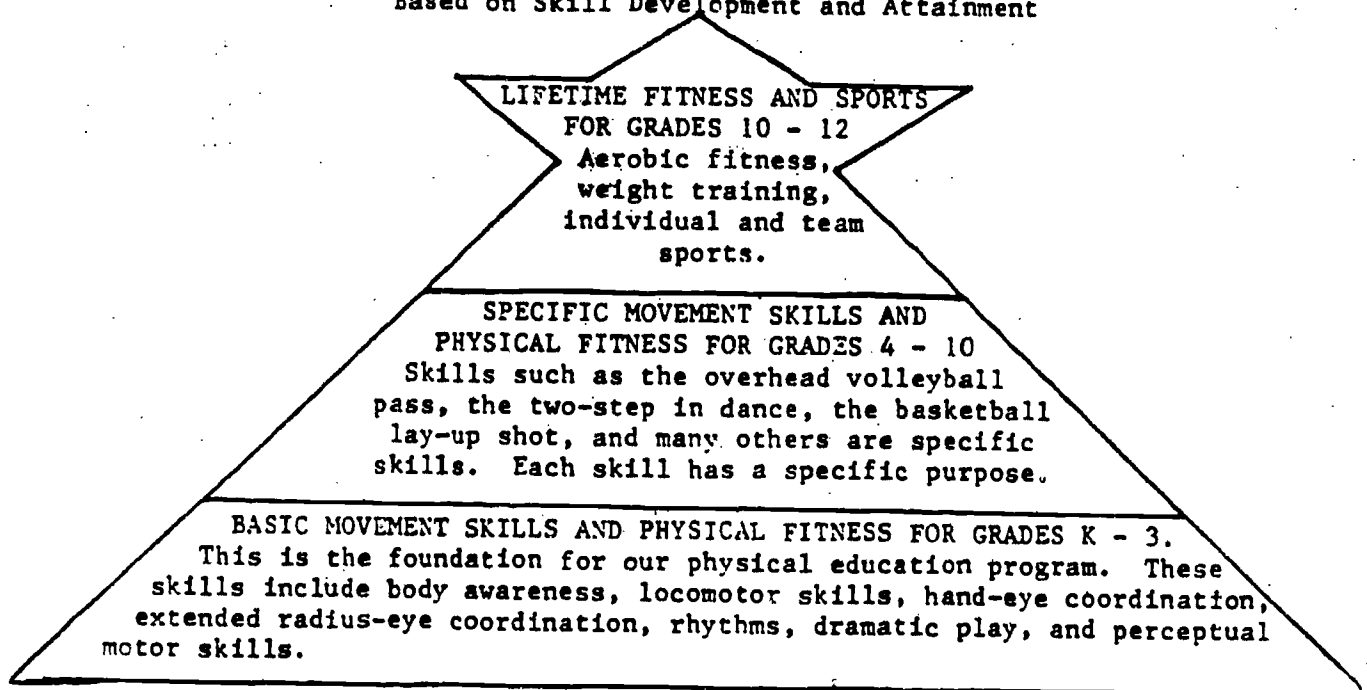 Based on Skill Development and Attainment
LIFETIME FITNESS AND SPORTS
FOR GRADES 10 - 12
Aerobic fitness,
weight training,
individual and team
sports.
SPECIFIC MOVEMENT SKILLS AND
PHYSICAL FITNESS FOR GRADES 4 - 10
Skills such as the overhead volleyball
pass, the two-step in dance, the basketball
lay-up shot, and many others are specific
skills. Each skill has a specific purpose.
BASIC MOVEMENT SKILLS AND PHYSICAL FITNESS FOR GRADES K - 3.
This is the foundation for our physical education program. These
skills include body awareness, locomotor skills, hand-eye coordination,
extended radius-eye coordination, rhythms, dramatic play, and perceptual
motor skills.